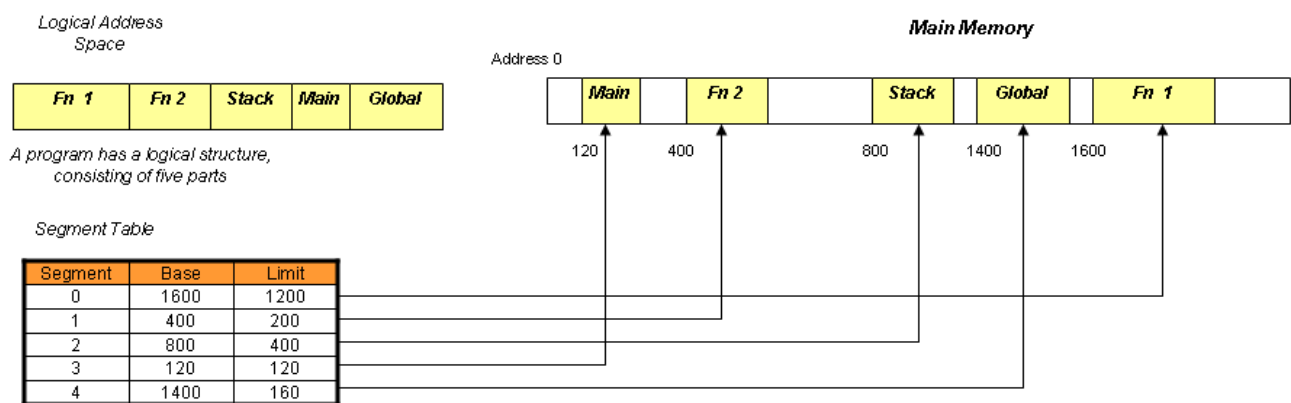 Logical Address
Space
Main Memory
Address 0
Fn 1 Fn 2 Stack Main Global
Main Fn 2 Stack Global Fn 1
120 400 800 1400 1600
A program has a logical structure,
consisting of five parts
Segment Table
Segment Base Limit
0 1600 1200
1 400 200
2 800 400
3 120 120
4 1400 160